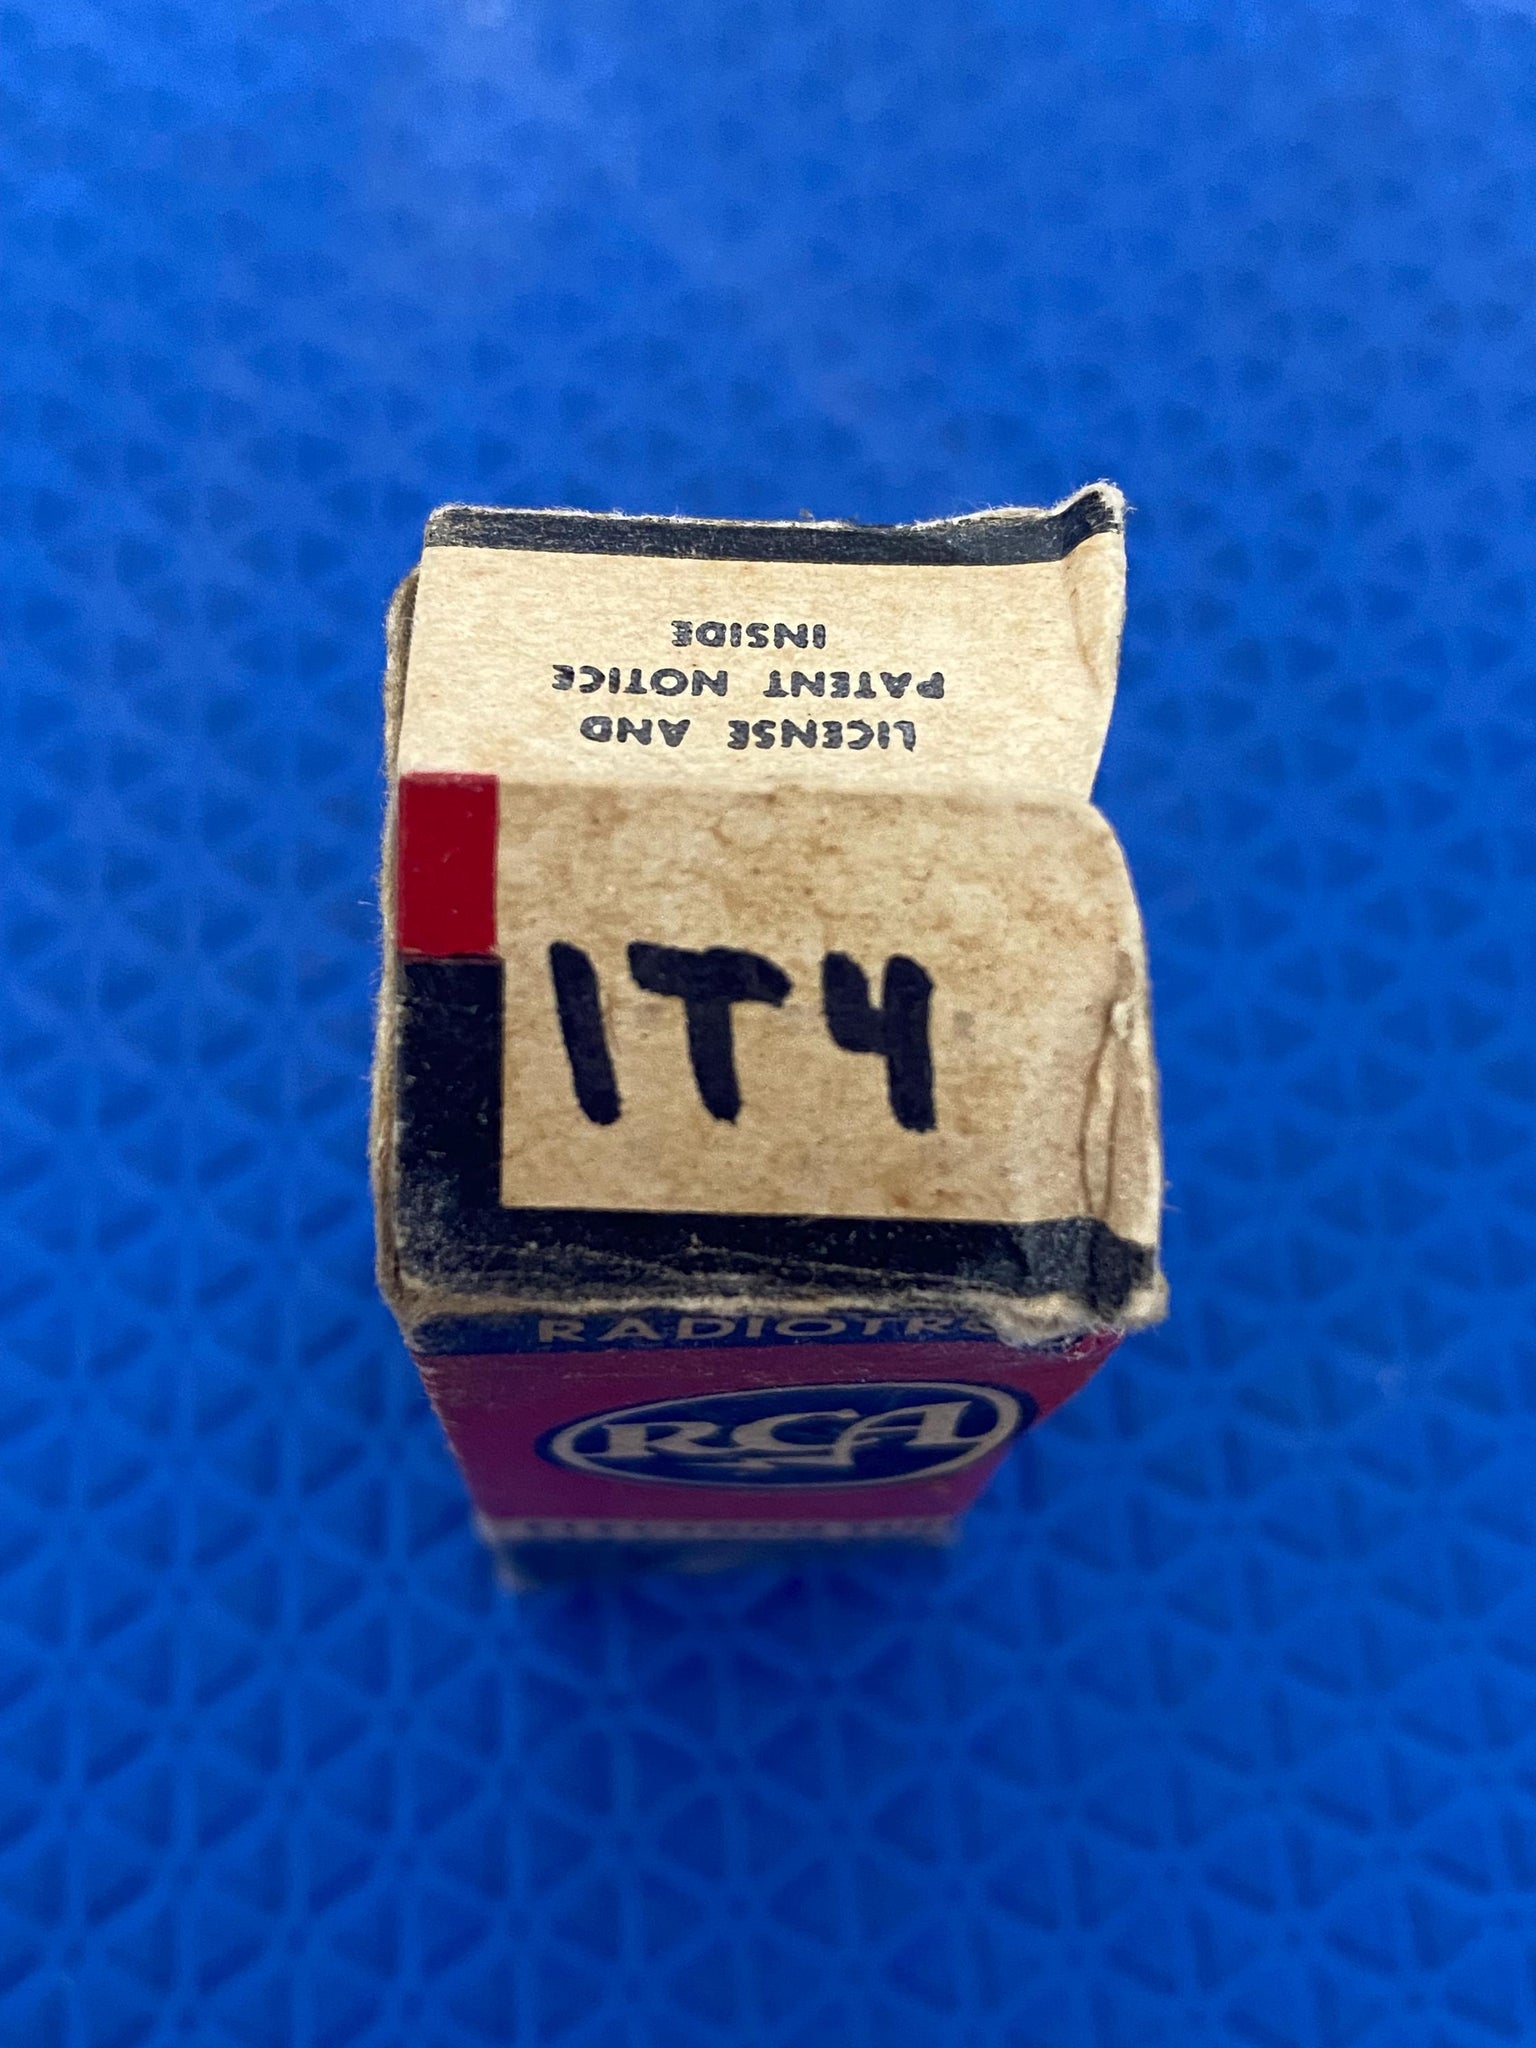 LICENSE AND
PATENT NOTICE
INSIDE
1T4
RCA